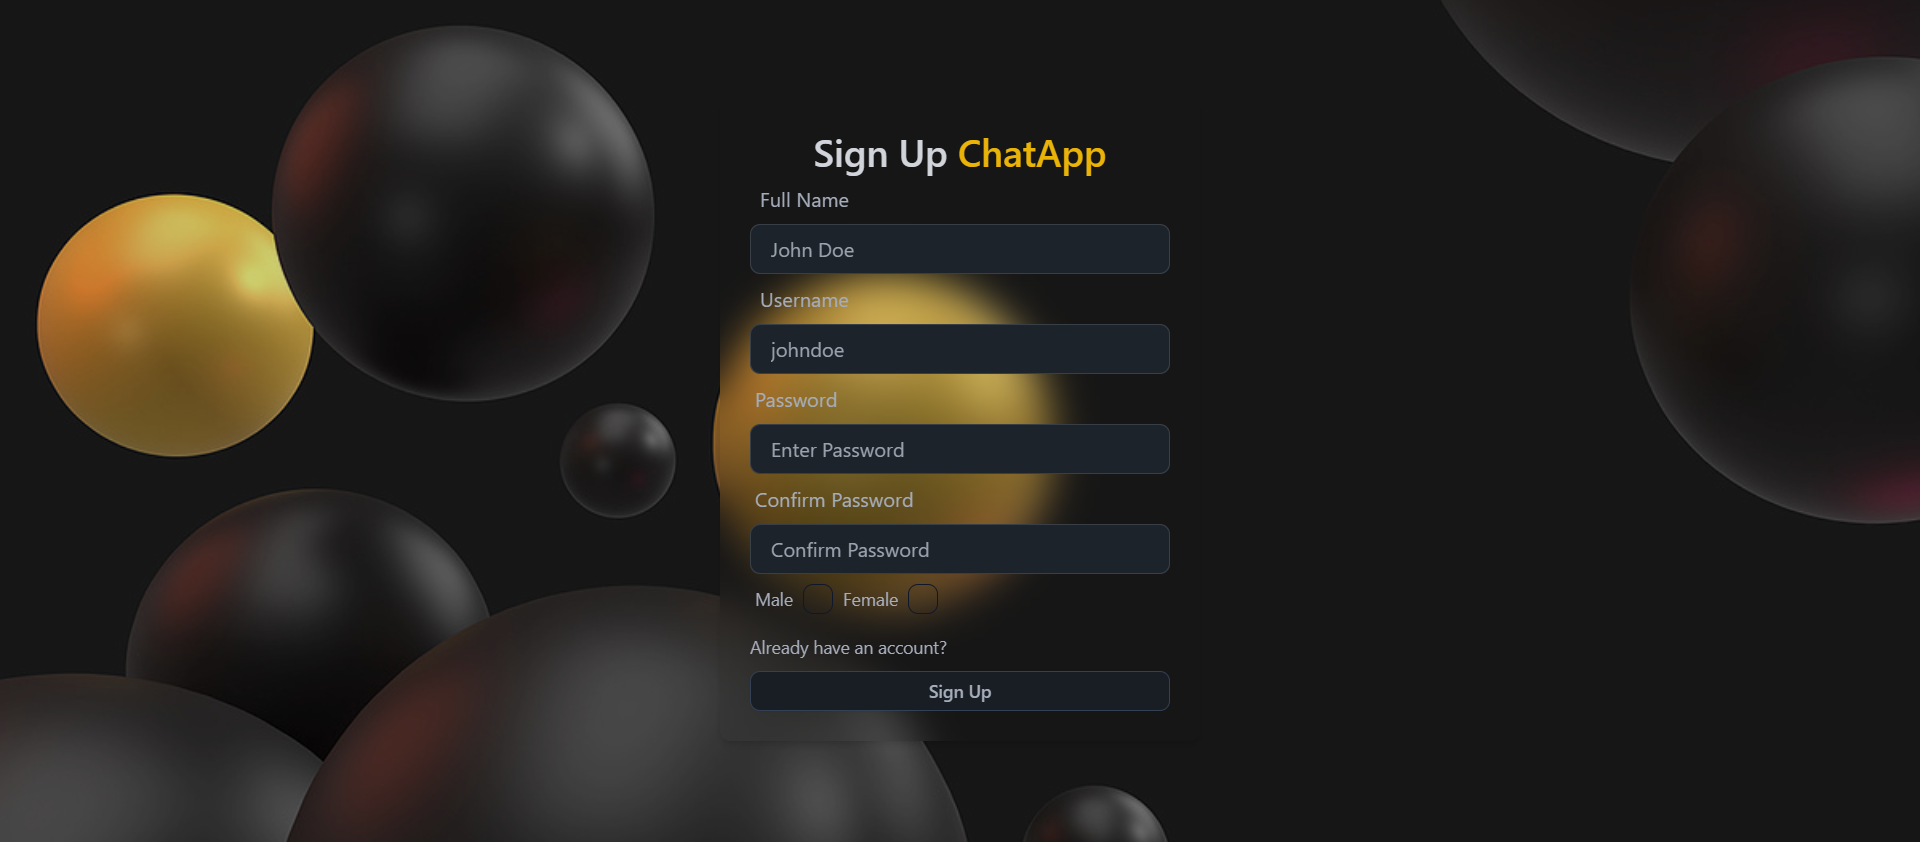 Sign Up ChatApp
Full Name
John Doe
Username
johndoe
Password
Enter Password
Confirm Password
Confirm Password
Male Female
Already have an account?
Sign Up